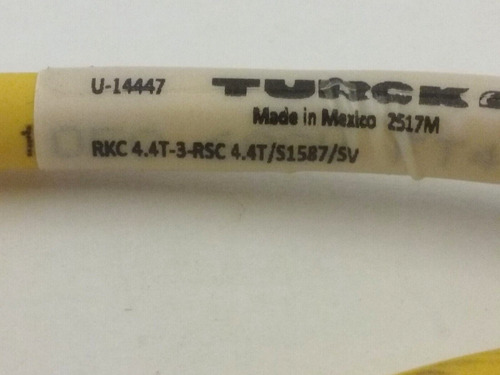 U-14447 TURCK
Made in Mexico 2517M
RKC 4.4T-3-RSC 4.4T/S1587/SV